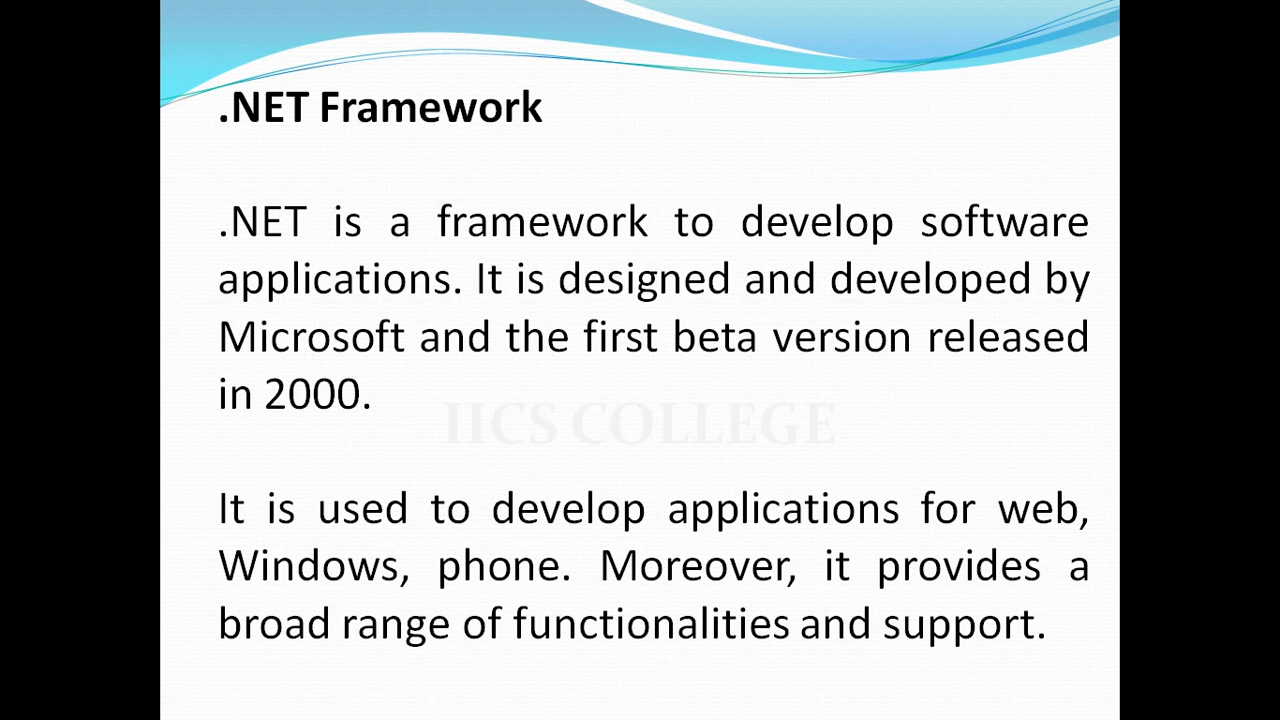 .NET Framework
.NET is a framework to develop software
applications. It is designed and developed by
Microsoft and the first beta version released
in 2000.
IICS COLLEGE
It is used to develop applications for web,
Windows, phone. Moreover, it provides a
broad range of functionalities and support.